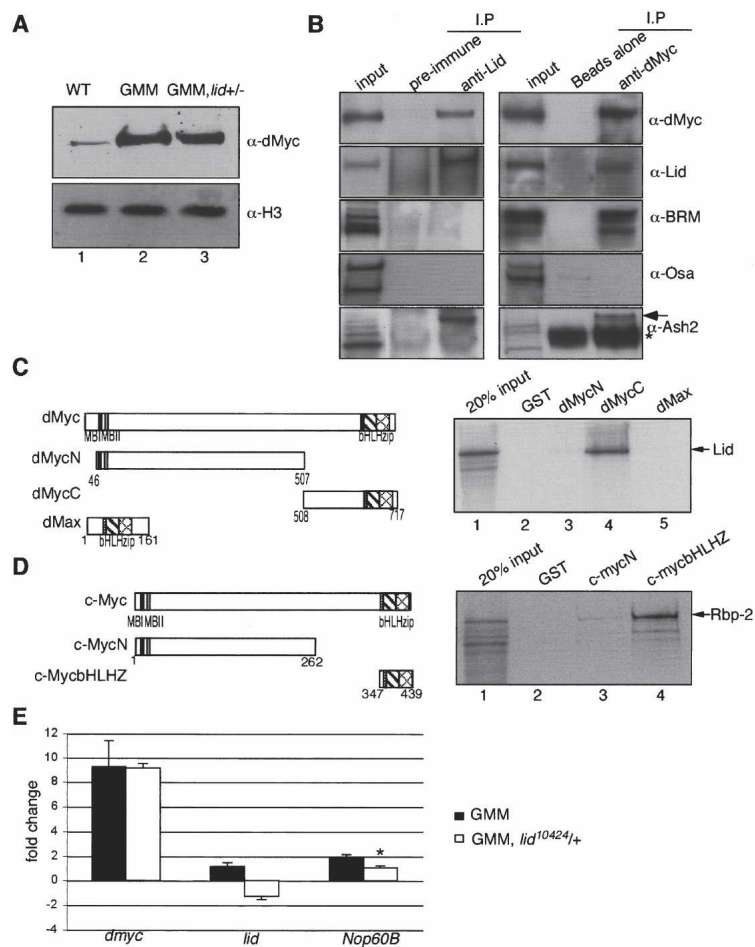 A
WT GMM GMM, lid+/-
α-dMyc
α-H3
1 2 3
B
I.P I.P
input pre-immune anti-Lid input Beads alone anti-dMyc
α-dMyc
α-Lid
α-BRM
α-Osa
α-Ash2
*
C
dMyc
MBI MBII bHLHzip
dMycN
46 507
dMycC
508 717
dMax
1 bHLHzip 161
20% input GST dMycN dMycC dMax
Lid
1 2 3 4 5
D
c-Myc
MBI MBII bHLHzip
c-MycN
1 262
c-MycbHLHZ
347 439
20% input GST c-mycN c-mycbHLHZ
Rbp-2
1 2 3 4
E
fold change
12
10
8
6
4
2
0
-2
-4
*
dmyc lid Nop60B
GMM
GMM, lid10424/+